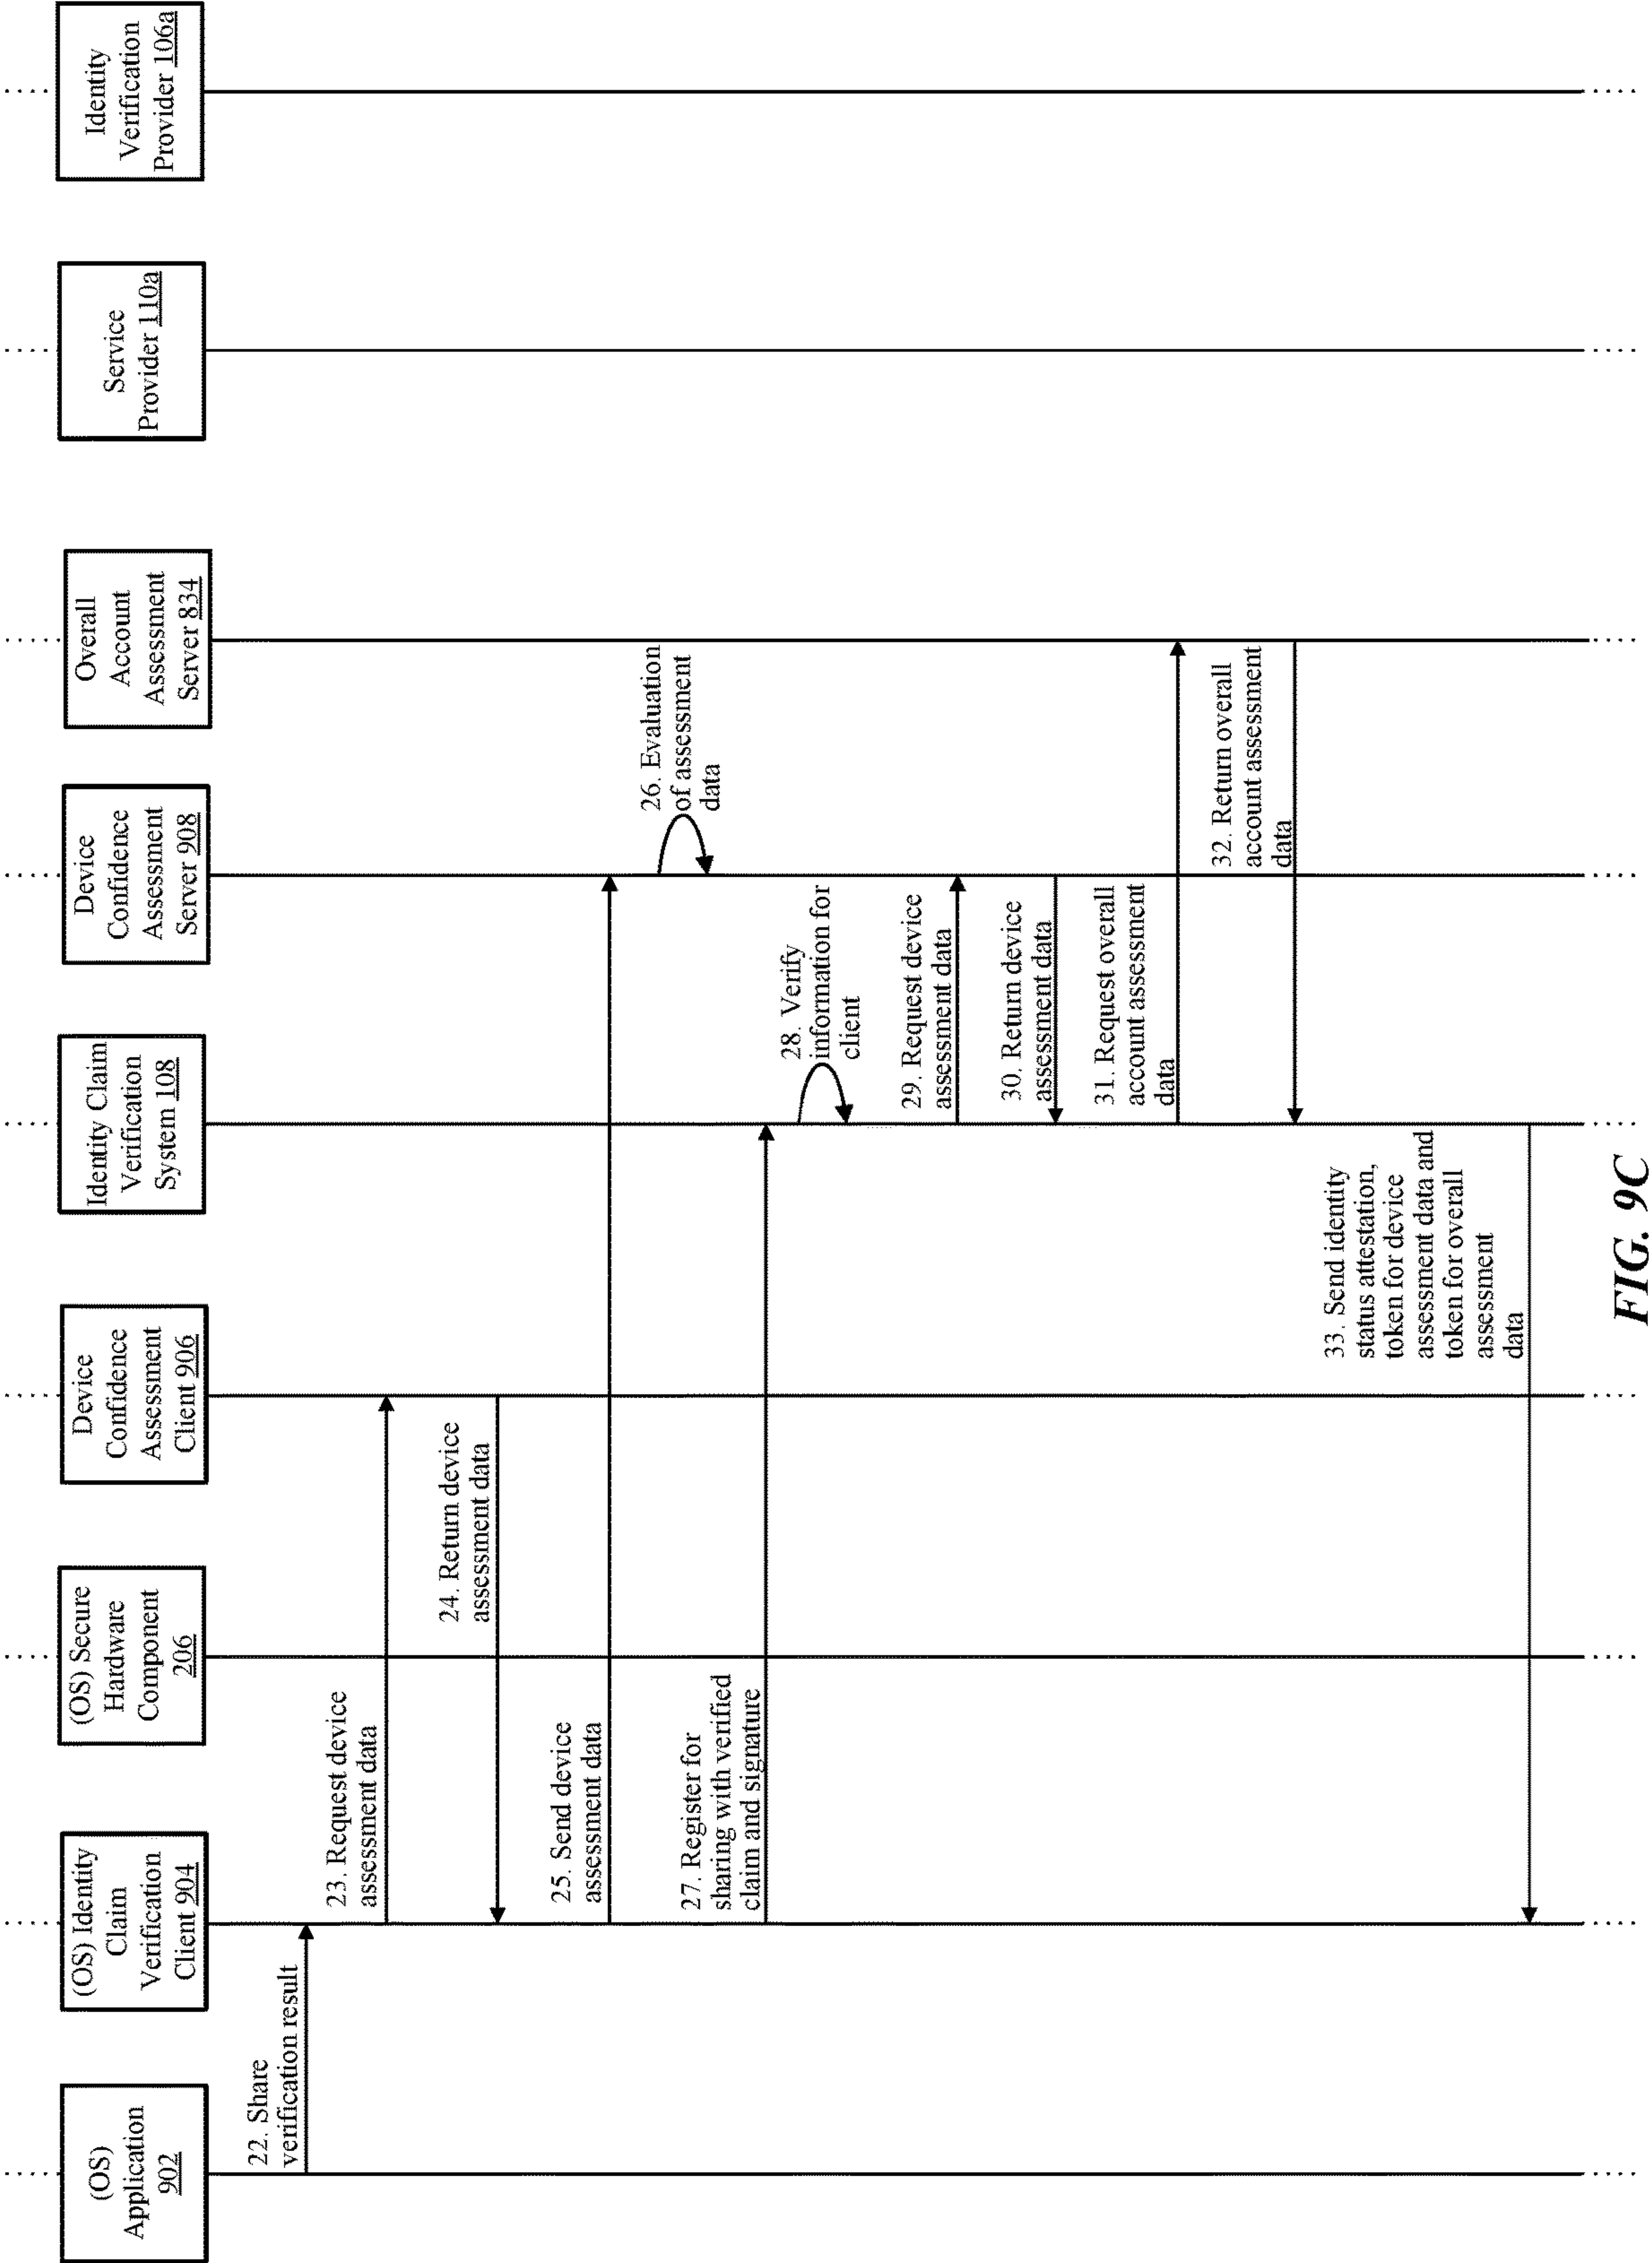 (OS)
Application
902
(OS) Identity
Claim
Verification
Client 904
(OS) Secure
Hardware
Component
206
Device
Confidence
Assessment
Client 906
Identity Claim
Verification
System 108
Device
Confidence
Assessment
Server 908
Overall
Account
Assessment
Server 834
Service
Provider 110a
Identity
Verification
Provider 106a
22. Share
verification result
23. Request device
assessment data
24. Return device
assessment data
25. Send device
assessment data
26. Evaluation
of assessment
data
27. Register for
sharing with verified
claim and signature
28. Verify
information for
client
29. Request device
assessment data
30. Return device
assessment data
31. Request overall
account assessment
data
32. Return overall
account assessment
data
33. Send identity
status attestation,
token for device
assessment data and
token for overall
assessment
data
FIG. 9C